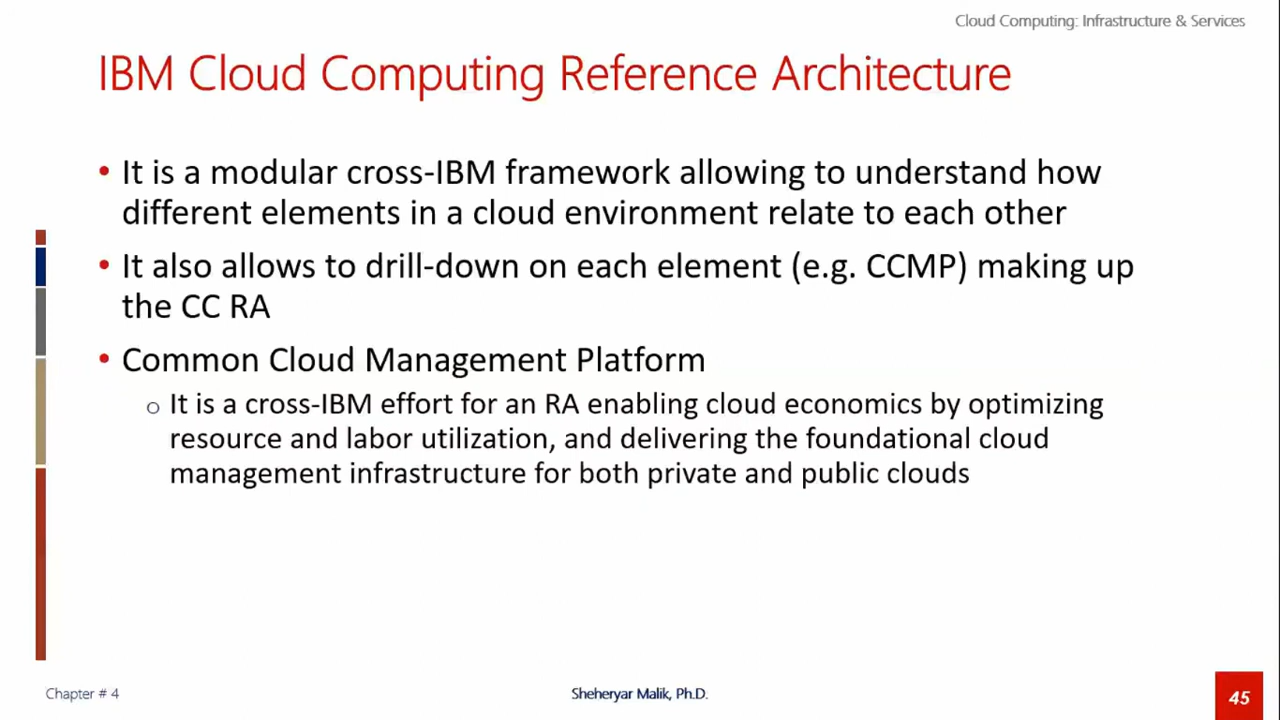 Cloud Computing: Infrastructure & Services
IBM Cloud Computing Reference Architecture
• It is a modular cross-IBM framework allowing to understand how
different elements in a cloud environment relate to each other
• It also allows to drill-down on each element (e.g. CCMP) making up
the CC RA
• Common Cloud Management Platform
o It is a cross-IBM effort for an RA enabling cloud economics by optimizing
resource and labor utilization, and delivering the foundational cloud
management infrastructure for both private and public clouds
Chapter # 4
Sheheryar Malik, Ph.D.
45